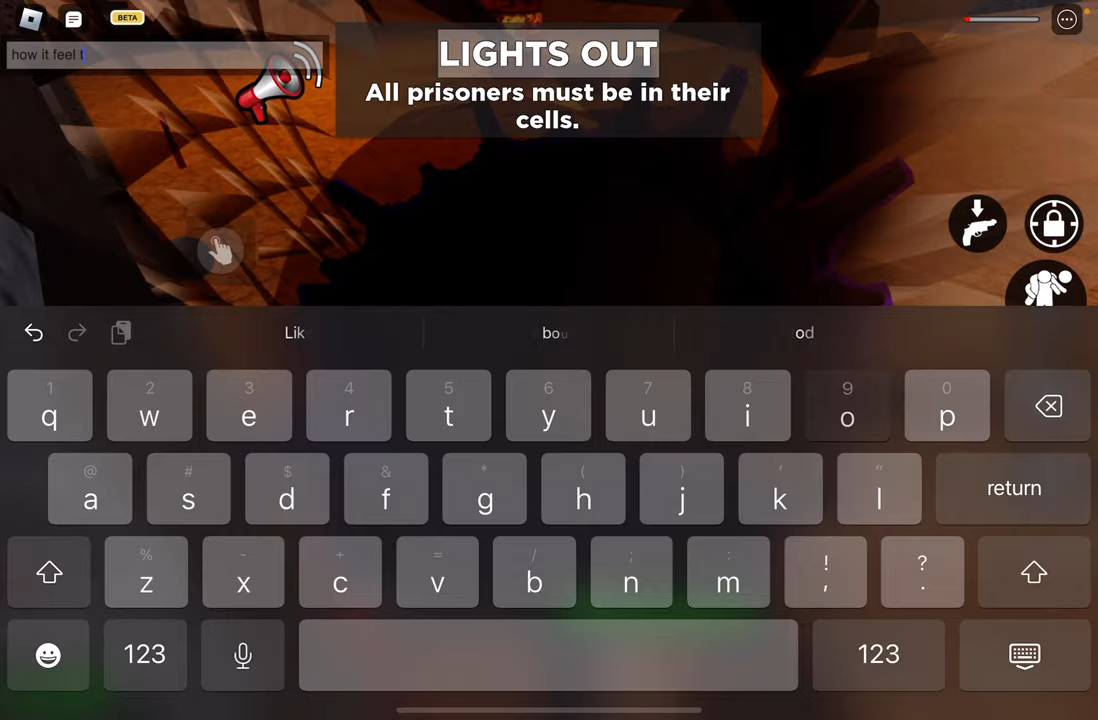 BETA
how it feel t
LIGHTS OUT
All prisoners must be in their
cells.
Lik bou od
1 2 3 4 5 6 7 8 9 0
q w e r t y u i o p
@ # $ & * ( ) ' "
a s d f g h j k l return
% - + = / ; : ! ?
z x c v b n m , .
123 123